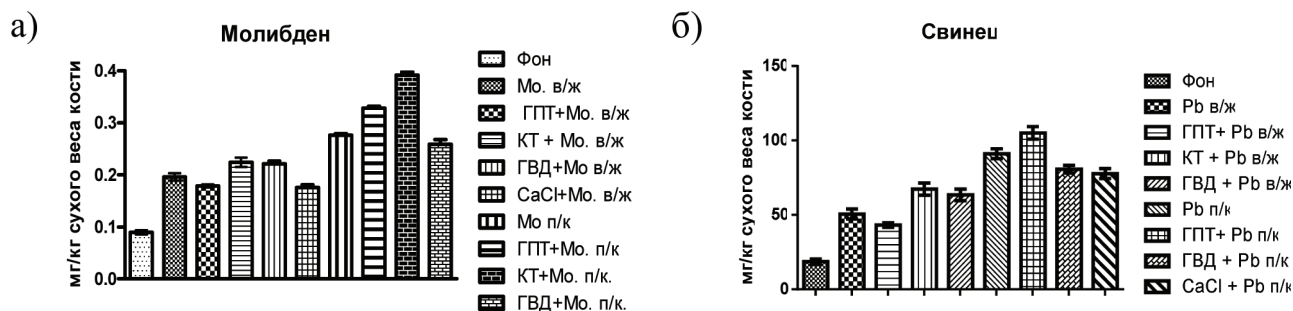 а)
Молибден
мг/кг сухого веса кости
0.4
0.3
0.2
0.1
0.0
Фон
Мо. в/ж
ГПТ+Мо. в/ж
КТ + Мо. в/ж
ГВД+Мо в/ж
CaCl+Мо. в/ж
Мо п/к
ГПТ+Мо. п/к
КТ+Мо. п/к.
ГВД+Мо. п/к.
б)
Свинец
мг/кг сухого веса кости
150
100
50
0
Фон
Pb в/ж
ГПТ+ Pb в/ж
КТ + Pb в/ж
ГВД + Pb в/ж
Pb п/к
ГПТ+ Pb п/к
ГВД + Pb п/к
CaCl + Pb п/к